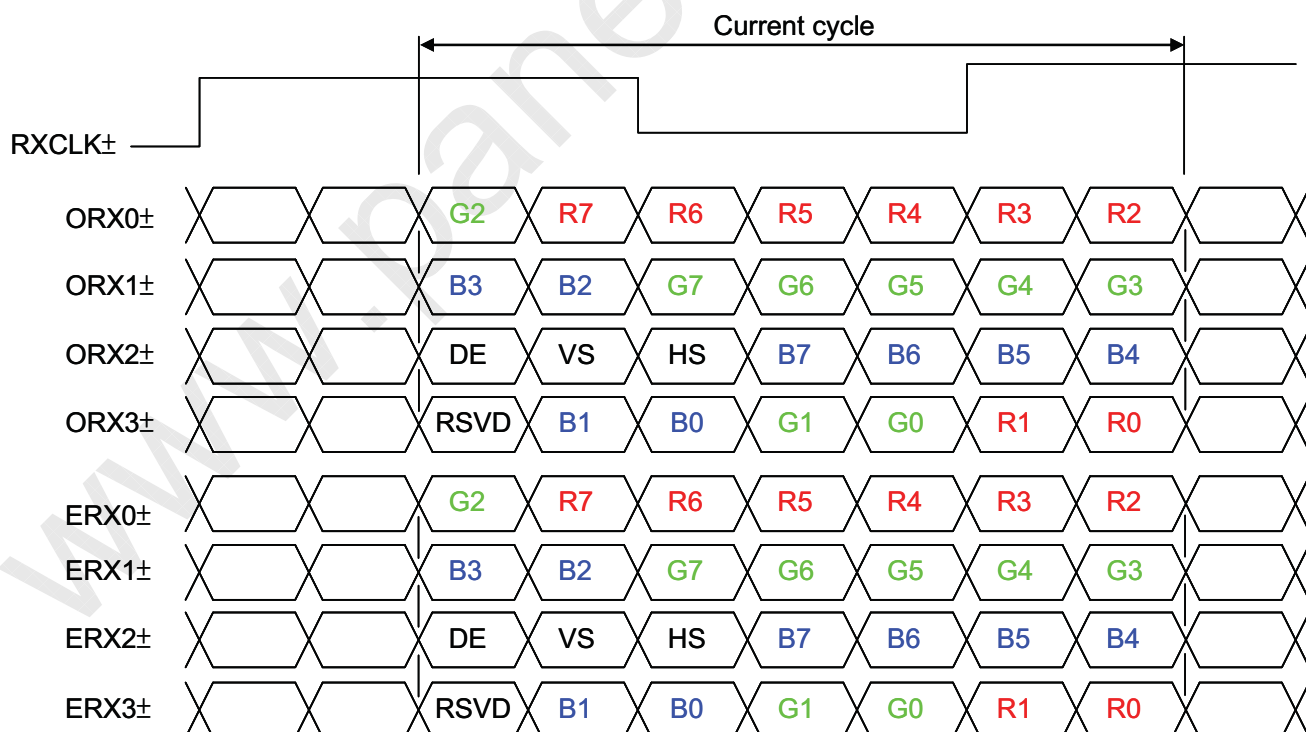 Current cycle
RXCLK±
ORX0± G2 R7 R6 R5 R4 R3 R2
ORX1± B3 B2 G7 G6 G5 G4 G3
ORX2± DE VS HS B7 B6 B5 B4
ORX3± RSVD B1 B0 G1 G0 R1 R0
ERX0± G2 R7 R6 R5 R4 R3 R2
ERX1± B3 B2 G7 G6 G5 G4 G3
ERX2± DE VS HS B7 B6 B5 B4
ERX3± RSVD B1 B0 G1 G0 R1 R0
www.pane